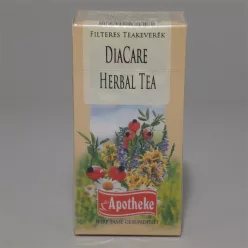 FILTERES TEAKEVERÉK
DIACARE
HERBAL TEA
Apotheke